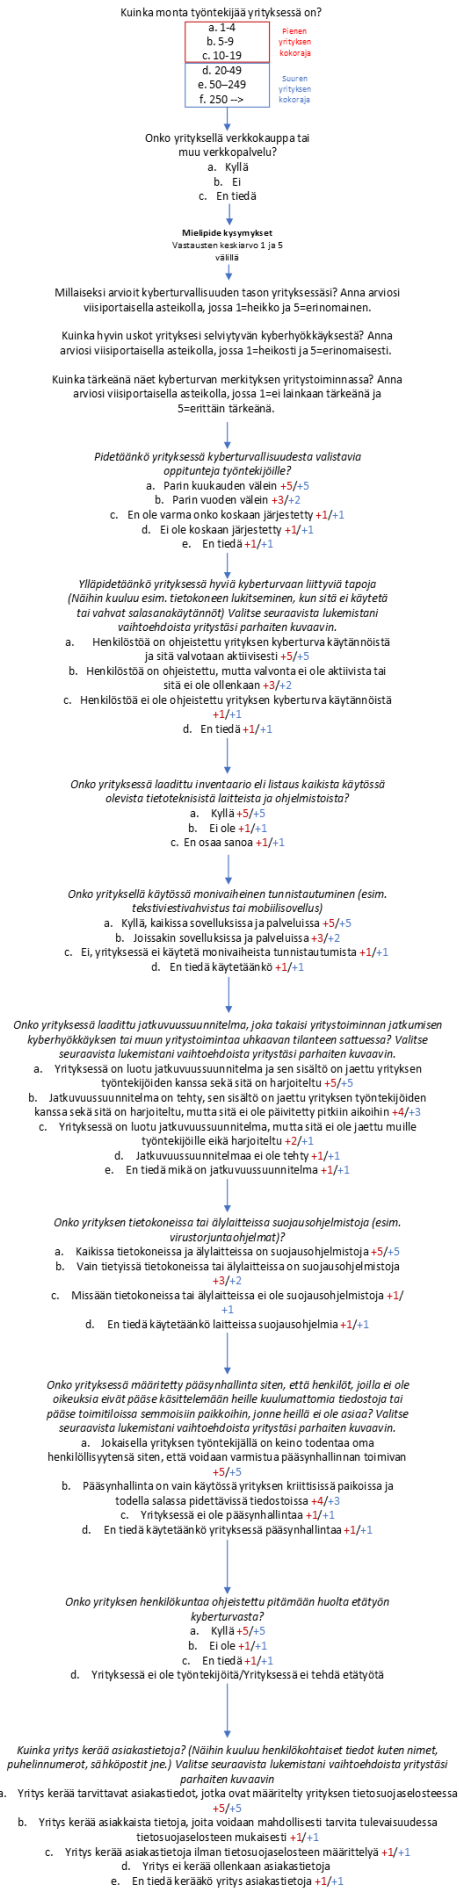 Kuinka monta työntekijää yrityksessä on?
a. 1-4
b. 5-9
c. 10-19
Pienen
yrityksen
kokoraja
d. 20-49
e. 50–249
f. 250 -->
Suuren
yrityksen
kokoraja
Onko yrityksellä verkkokauppa tai
muu verkkopalvelu?
a. Kyllä
b. Ei
c. En tiedä
Mielipide kysymykset
Vastausten keskiarvo 1 ja 5
välillä
Millaiseksi arvioit kyberturvallisuuden tason yrityksessäsi? Anna arviosi
viisiportaisella asteikolla, jossa 1=heikko ja 5=erinomainen.
Kuinka hyvin uskot yrityksesi selviytyvän kyberhyökkäyksestä? Anna
arviosi viisiportaisella asteikolla, jossa 1=heikosti ja 5=erinomaisesti.
Kuinka tärkeänä näet kyberturvan merkityksen yritystoiminnassa? Anna
arviosi viisiportaisella asteikolla, jossa 1=ei lainkaan tärkeänä ja
5=erittäin tärkeänä.
Pidetäänkö yrityksessä kyberturvallisuudesta valistavia
oppitunteja työntekijöille?
a. Parin kuukauden välein +5/+5
b. Parin vuoden välein +3/+2
c. En ole varma onko koskaan järjestetty +1/+1
d. Ei ole koskaan järjestetty +1/+1
e. En tiedä +1/+1
Ylläpidetäänkö yrityksessä hyviä kyberturvaan liittyviä tapoja
(Näihin kuuluu esim. tietokoneen lukitseminen, kun sitä ei käytetä
tai vahvat salasanakäytännöt) Valitse seuraavista lukemistani
vaihtoehdoista yritystäsi parhaiten kuvaavin.
a. Henkilöstöä on ohjeistettu yrityksen kyberturva käytännöistä
ja sitä valvotaan aktiivisesti +5/+5
b. Henkilöstöä on ohjeistettu, mutta valvonta ei ole aktiivista tai
sitä ei ole ollenkaan +3/+2
c. Henkilöstöä ei ole ohjeistettu yrityksen kyberturva käytännöistä
+1/+1
d. En tiedä +1/+1
Onko yrityksessä laadittu inventaario eli listaus kaikista käytössä
olevista tietoteknisistä laitteista ja ohjelmistoista?
a. Kyllä +5/+5
b. Ei ole +1/+1
c. En osaa sanoa +1/+1
Onko yrityksellä käytössä monivaiheinen tunnistautuminen (esim.
tekstiviestivahvistus tai mobiilisovellus)
a. Kyllä, kaikissa sovelluksissa ja palveluissa +5/+5
b. Joissakin sovelluksissa ja palveluissa +3/+2
c. Ei, yrityksessä ei käytetä monivaiheista tunnistautumista +1/+1
d. En tiedä käytetäänkö +1/+1
Onko yrityksessä laadittu jatkuvuussuunnitelma, joka takaisi yritystoiminnan jatkumisen
kyberhyökkäyksen tai muun yritystoimintaa uhkaavan tilanteen sattuessa? Valitse
seuraavista lukemistani vaihtoehdoista yritystäsi parhaiten kuvaavin.
a. Yrityksessä on luotu jatkuvuussuunnitelma ja sen sisältö on jaettu yrityksen
työntekijöiden kanssa sekä sitä on harjoiteltu +5/+5
b. Jatkuvuussuunnitelma on tehty, sen sisältö on jaettu yrityksen työntekijöiden
kanssa sekä sitä on harjoiteltu, mutta sitä ei ole päivitetty pitkiin aikoihin +4/+3
c. Yrityksessä on luotu jatkuvuussuunnitelma, mutta sitä ei ole jaettu muille
työntekijöille eikä harjoiteltu +2/+1
d. Jatkuvuussuunnitelmaa ei ole tehty +1/+1
e. En tiedä mikä on jatkuvuussuunnitelma +1/+1
Onko yrityksen tietokoneissa tai älylaitteissa suojausohjelmistoja (esim.
virustorjuntaohjelmat)?
a. Kaikissa tietokoneissa ja älylaitteissa on suojausohjelmistoja +5/+5
b. Vain tietyissä tietokoneissa tai älylaitteissa on suojausohjelmistoja
+3/+2
c. Missään tietokoneissa tai älylaitteissa ei ole suojausohjelmistoja +1/
+1
d. En tiedä käytetäänkö laitteissa suojausohjelmia +1/+1
Onko yrityksessä määritetty pääsynhallinta siten, että henkilöt, joilla ei ole
oikeuksia eivät pääse käsittelemään heille kuulumattomia tiedostoja tai
pääse toimitiloissa semmoisiin paikkoihin, jonne heillä ei ole asiaa? Valitse
seuraavista lukemistani vaihtoehdoista yritystäsi parhaiten kuvaavin.
a. Jokaisella yrityksen työntekijällä on keino todentaa oma
henkilöllisyytensä siten, että voidaan varmistua pääsynhallinnan toimivan
+5/+5
b. Pääsynhallinta on vain käytössä yrityksen kriittisissä paikoissa ja
todella salassa pidettävissä tiedostoissa +4/+3
c. Yrityksessä ei ole pääsynhallintaa +1/+1
d. En tiedä käytetäänkö yrityksessä pääsynhallintaa +1/+1
Onko yrityksen henkilökuntaa ohjeistettu pitämään huolta etätyön
kyberturvasta?
a. Kyllä +5/+5
b. Ei ole +1/+1
c. En tiedä +1/+1
d. Yrityksessä ei ole työntekijöitä/Yrityksessä ei tehdä etätyötä
Kuinka yritys kerää asiakastietoja? (Näihin kuuluu henkilökohtaiset tiedot kuten nimet,
puhelinnumerot, sähköpostit jne.) Valitse seuraavista lukemistani vaihtoehdoista yritystäsi
parhaiten kuvaavin
a. Yritys kerää tarvittavat asiakastiedot, jotka ovat määritelty yrityksen tietosuojaselosteessa
+5/+5
b. Yritys kerää asiakkaista tietoja, joita voidaan mahdollisesti tarvita tulevaisuudessa
tietosuojaselosteen mukaisesti +1/+1
c. Yritys kerää asiakastietoja ilman tietosuojaselosteen määrittelyä +1/+1
d. Yritys ei kerää ollenkaan asiakastietoja
e. En tiedä kerääkö yritys asiakastietoja +1/+1